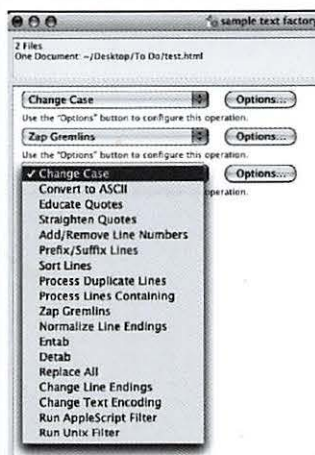 sample text factory
2 Files
One Document: ~/Desktop/To Do/test.html
Change Case Options...
Use the "Options" button to configure this operation.
Zap Gremlins Options...
Use the "Options" button to configure this operation.
✓ Change Case Options...
operation.
Convert to ASCII
Educate Quotes
Straighten Quotes
Add/Remove Line Numbers
Prefix/Suffix Lines
Sort Lines
Process Duplicate Lines
Process Lines Containing
Zap Gremlins
Normalize Line Endings
Entab
Detab
Replace All
Change Line Endings
Change Text Encoding
Run AppleScript Filter
Run Unix Filter